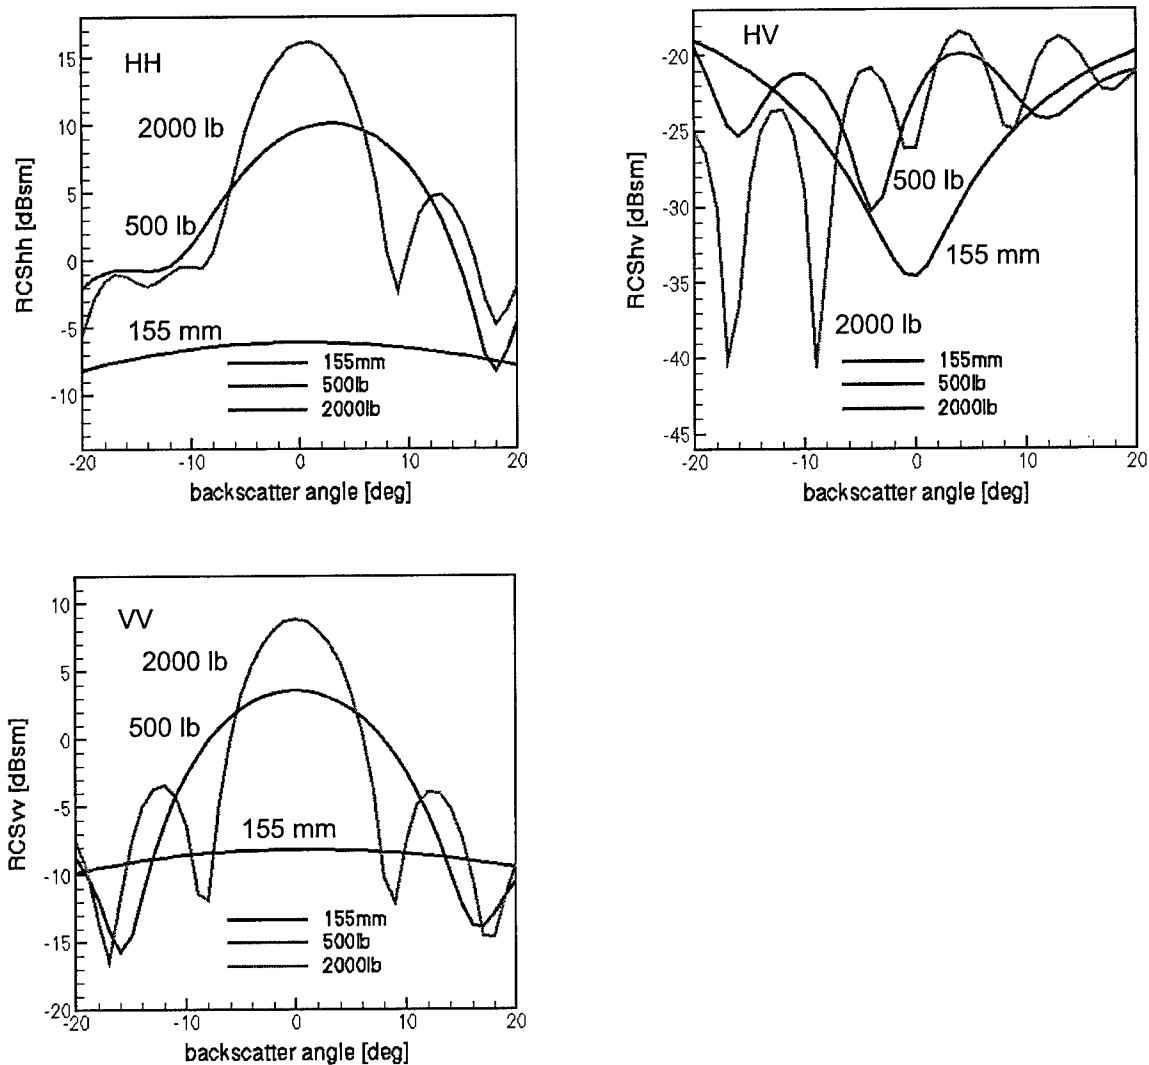 HH
2000 lb
500 lb
155 mm
155mm
500lb
2000lb
15
10
5
0
-5
-10
-20
-10
0
10
20
RCShh [dBsm]
backscatter angle [deg]
HV
500 lb
155 mm
2000 lb
155mm
500lb
2000lb
-20
-25
-30
-35
-40
-45
-20
-10
0
10
20
RCShv [dBsm]
backscatter angle [deg]
VV
2000 lb
500 lb
155 mm
155mm
500lb
2000lb
10
5
0
-5
-10
-15
-20
-20
-10
0
10
20
RCSvv [dBsm]
backscatter angle [deg]